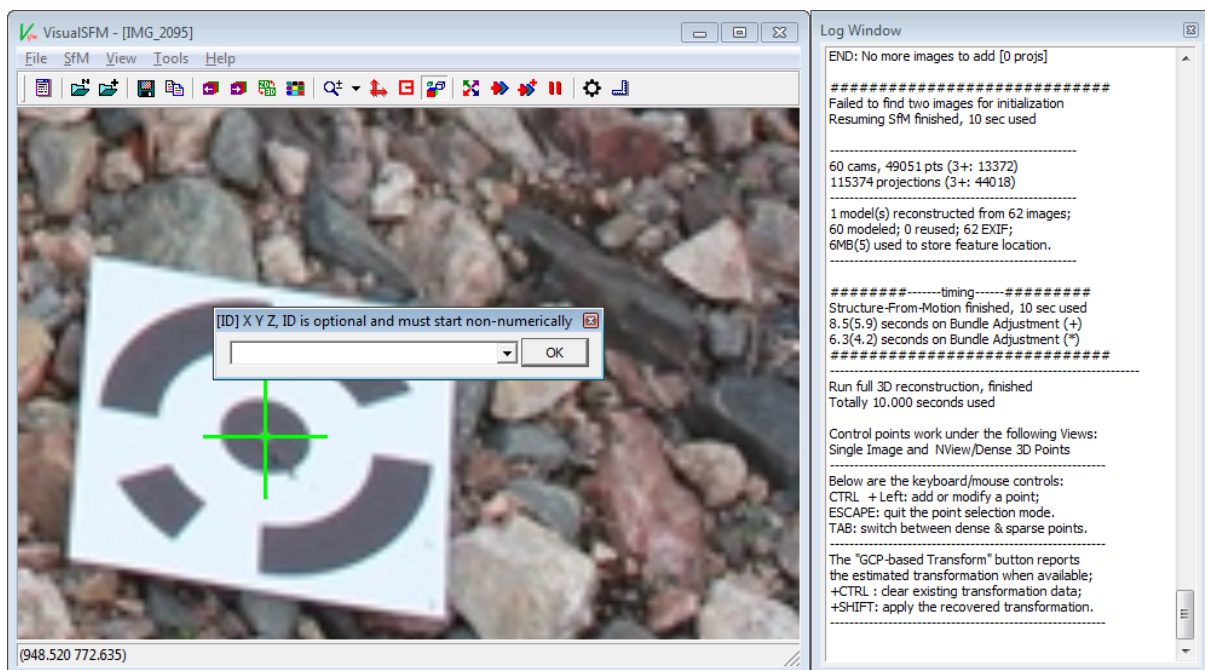 VisualSFM - [IMG_2095]
File SfM View Tools Help
[ID] X Y Z, ID is optional and must start non-numerically
OK
(948.520 772.635)
Log Window
END: No more images to add [0 projs]
#############################
Failed to find two images for initialization
Resuming SfM finished, 10 sec used
----------------------------------------------------
60 cams, 49051 pts (3+: 13372)
115374 projections (3+: 44018)
----------------------------------------------------
1 model(s) reconstructed from 62 images;
60 modeled; 0 reused; 62 EXIF;
6MB(5) used to store feature location.
----------------------------------------------------
########-------timing------#########
Structure-From-Motion finished, 10 sec used
8.5(5.9) seconds on Bundle Adjustment (+)
6.3(4.2) seconds on Bundle Adjustment (*)
#############################
-----------------------------------------------------------------
Run full 3D reconstruction, finished
Totally 10.000 seconds used
Control points work under the following Views:
Single Image and NView/Dense 3D Points
----------------------------------------------------------
Below are the keyboard/mouse controls:
CTRL + Left: add or modify a point;
ESCAPE: quit the point selection mode.
TAB: switch between dense & sparse points.
----------------------------------------------------------
The "GCP-based Transform" button reports
the estimated transformation when available;
+CTRL : clear existing transformation data;
+SHIFT: apply the recovered transformation.
----------------------------------------------------------